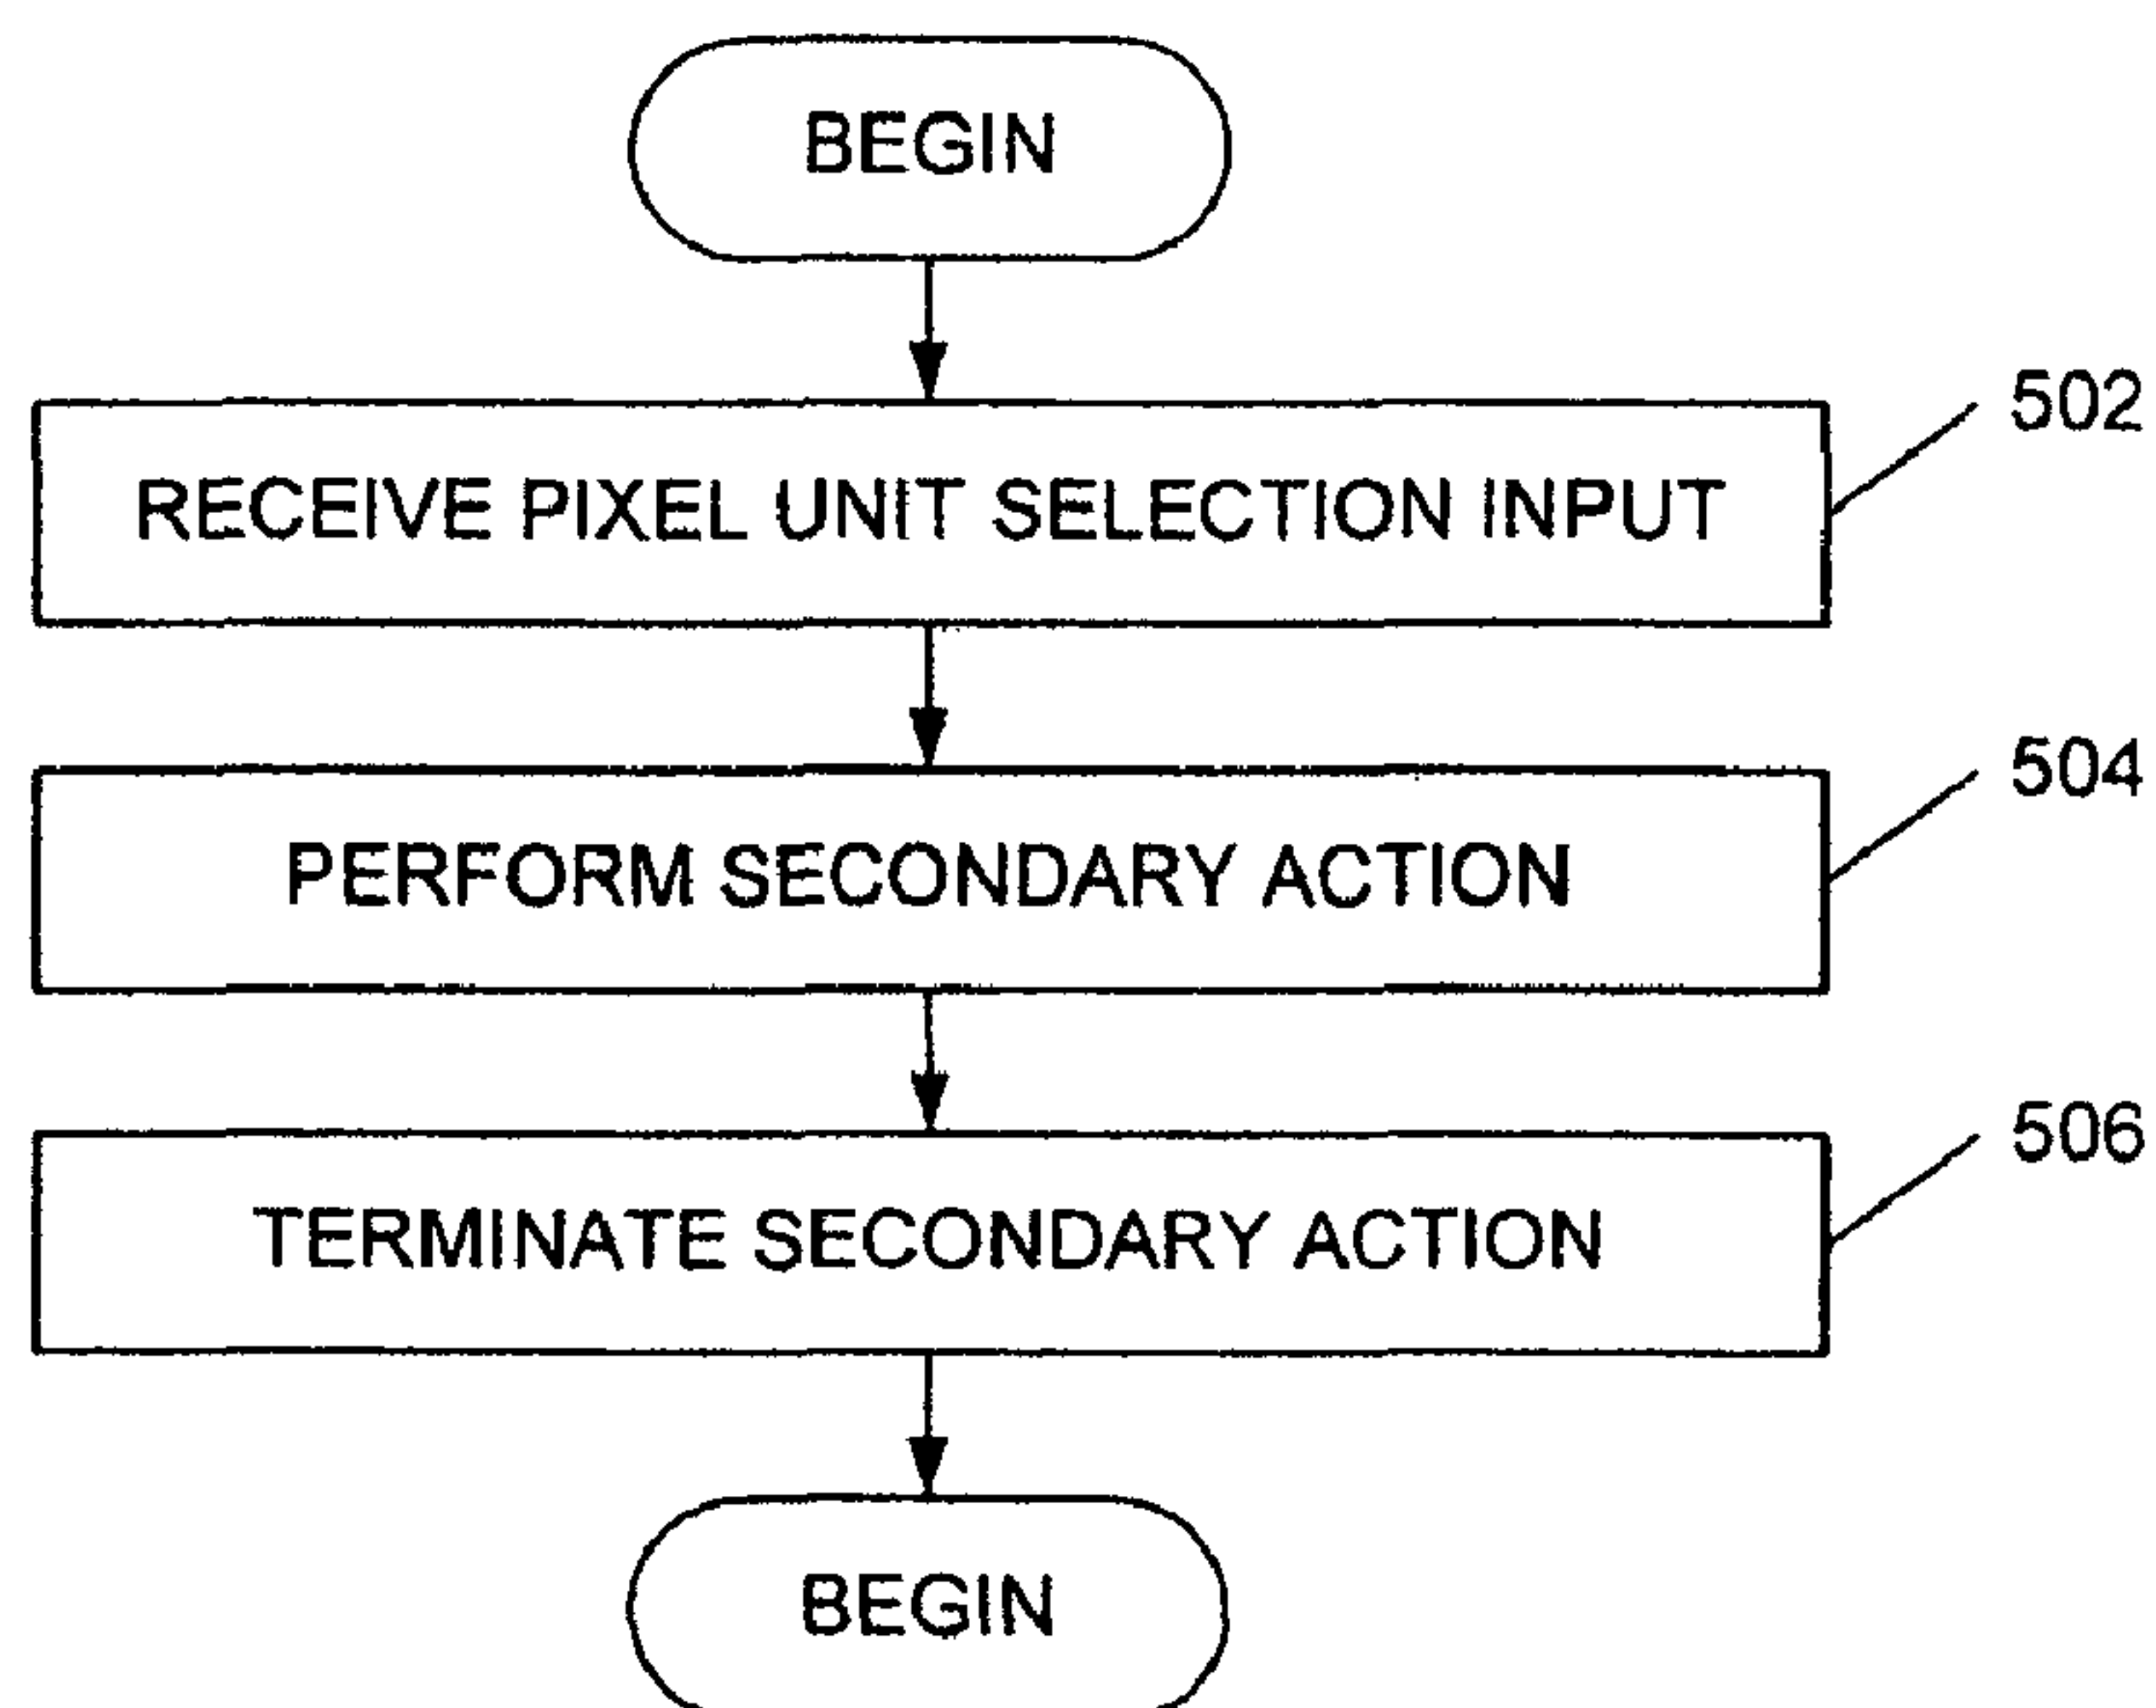 BEGIN
502
RECEIVE PIXEL UNIT SELECTION INPUT
504
PERFORM SECONDARY ACTION
506
TERMINATE SECONDARY ACTION
BEGIN